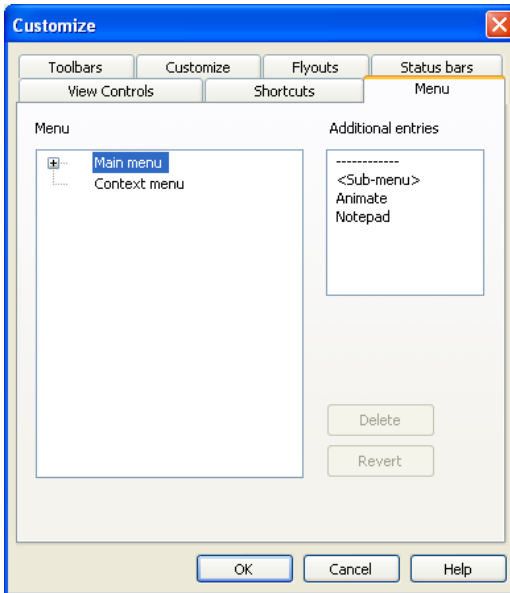 Customize
Toolbars Customize Flyouts Status bars
View Controls Shortcuts Menu
Menu Additional entries
Main menu
Context menu
------------
<Sub-menu>
Animate
Notepad
Delete
Revert
OK Cancel Help